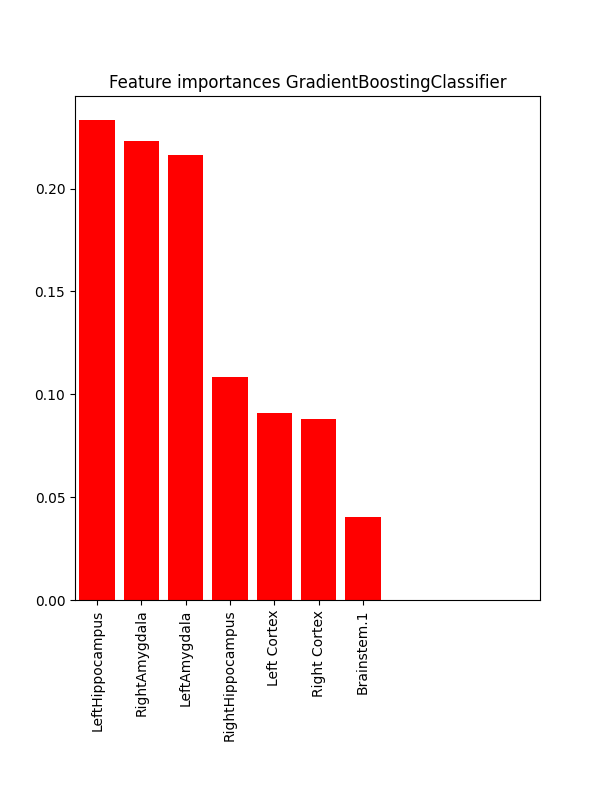 Feature importances GradientBoostingClassifier
0.20
0.15
0.10
0.05
0.00
LeftHippocampus
RightAmygdala
LeftAmygdala
RightHippocampus
Left Cortex
Right Cortex
Brainstem.1